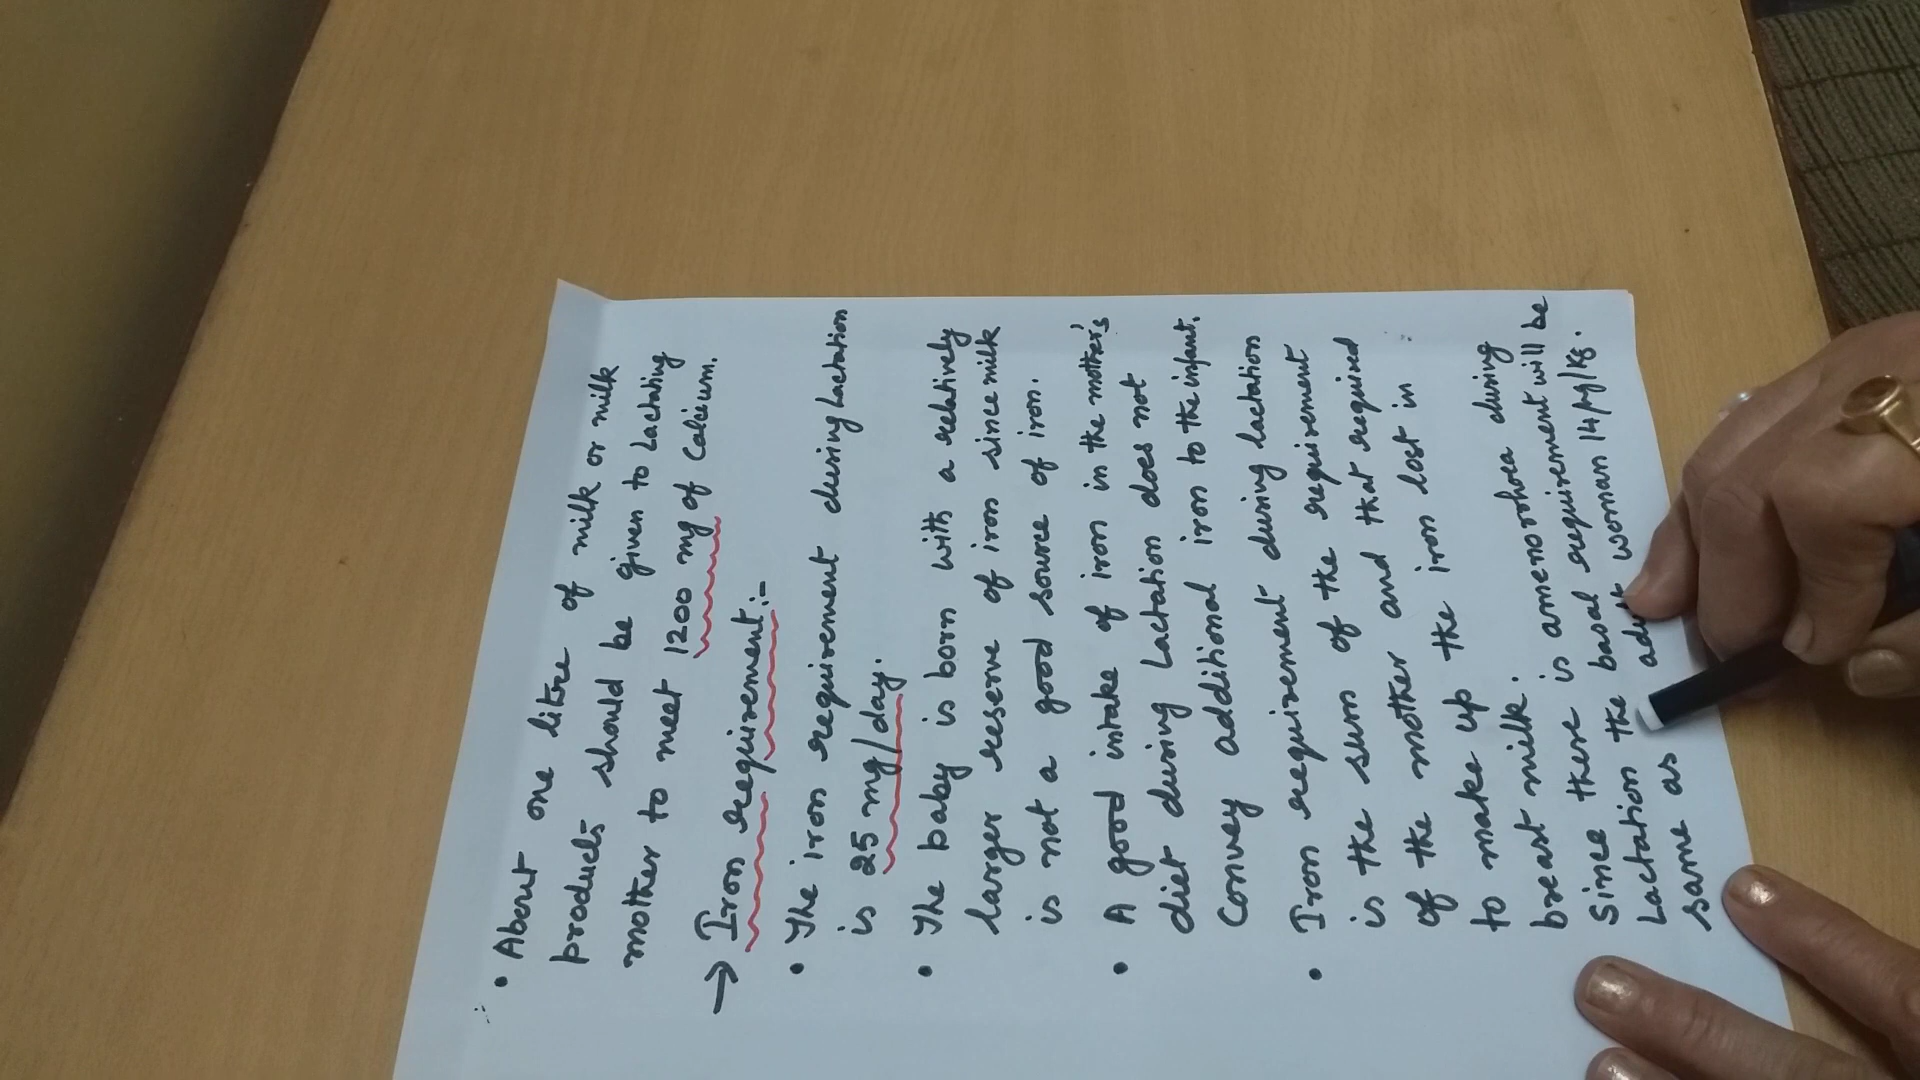 • About one litre of milk or milk
products should be given to Lactating
mother to meet 1200 mg of Calcium.
→ Iron requirement:-
• The iron requirement during Lactation
is 25 mg/day.
• The baby is born with a relatively
larger reserve of iron since milk
is not a good source of iron.
• A good intake of iron in the mother's
diet during Lactation does not
Convey additional iron to the infant.
• Iron requirement during lactation
is the sum of the requirement
of the mother and that required
to make up the iron lost in
breast milk.
Since there is amenorrhoea during
Lactation the basal requirement will be
same as adult woman 14 µg/kg.